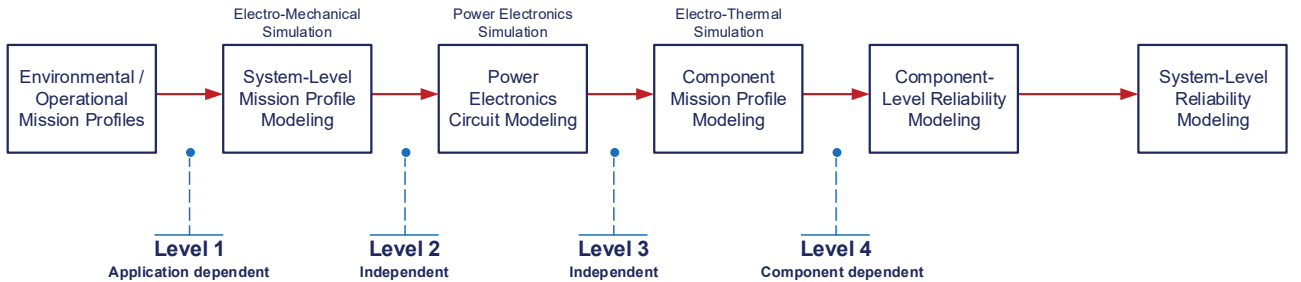 Electro-Mechanical
Simulation
Power Electronics
Simulation
Electro-Thermal
Simulation
Environmental /
Operational
Mission Profiles
System-Level
Mission Profile
Modeling
Power
Electronics
Circuit Modeling
Component
Mission Profile
Modeling
Component-
Level Reliability
Modeling
System-Level
Reliability
Modeling
Level 1
Application dependent
Level 2
Independent
Level 3
Independent
Level 4
Component dependent